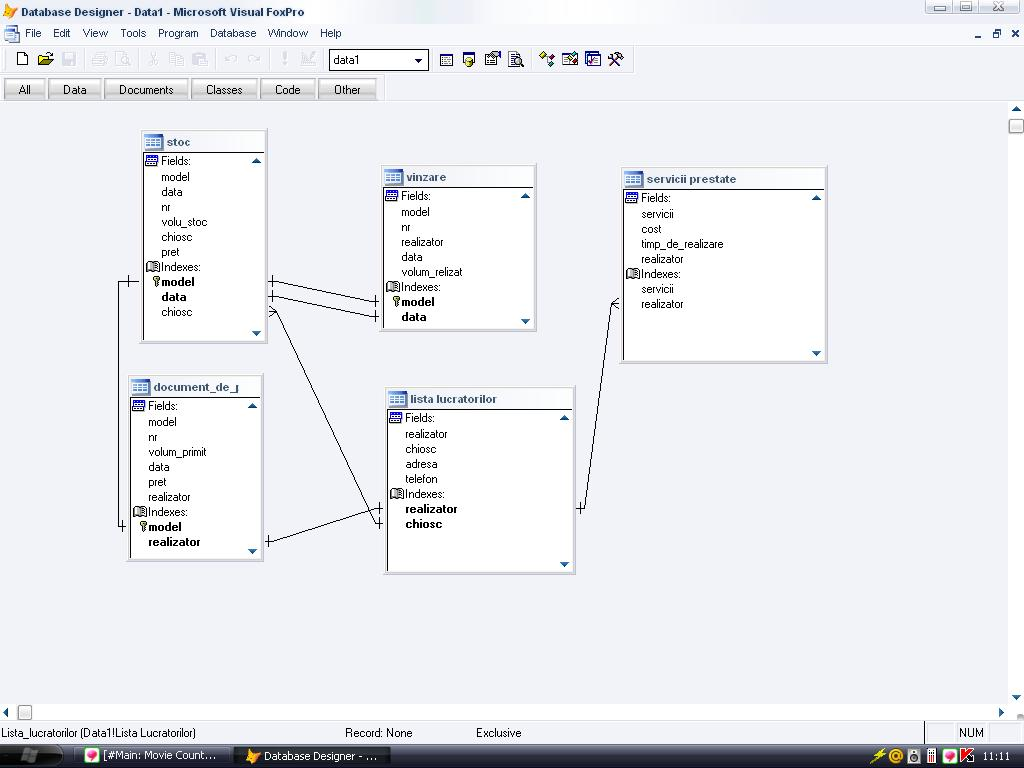 Database Designer - Data1 - Microsoft Visual FoxPro
File Edit View Tools Program Database Window Help
data1
All Data Documents Classes Code Other
stoc
Fields:
model
data
nr
volu_stoc
chiosc
pret
Indexes:
model
data
chiosc
vinzare
Fields:
model
nr
realizator
data
volum_relizat
Indexes:
model
data
servicii prestate
Fields:
servicii
cost
timp_de_realizare
realizator
Indexes:
servicii
realizator
document_de_
Fields:
model
nr
volum_primit
data
pret
realizator
Indexes:
model
realizator
lista lucratorilor
Fields:
realizator
chiosc
adresa
telefon
Indexes:
realizator
chiosc
Lista_lucratorilor (Data1!Lista Lucratorilor) Record: None Exclusive NUM
[#Main: Movie Count... Database Designer - ... 11:11